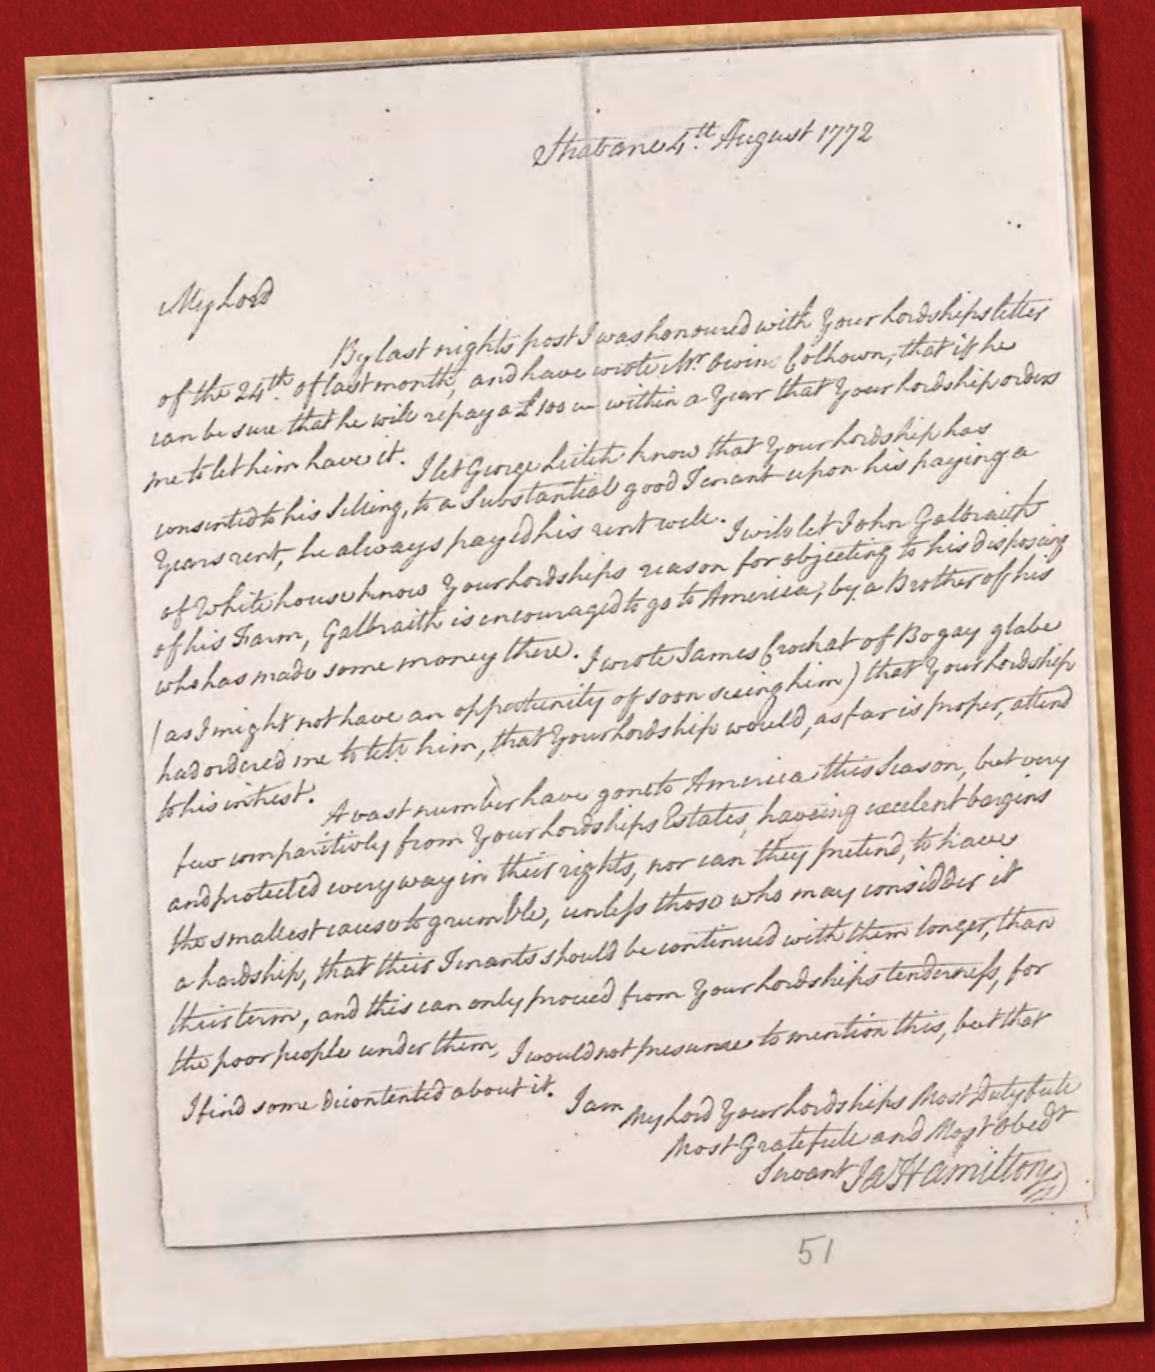 Strabane 4th August 1772
My Lord
By last nights post I was honoured with Your Lordships letter
of the 24th of last month, and have wrote Mr Owin Colhown, that if he
can be sure that he will repay a £100 in within a Year that Your Lordship orders
me to let him have it. I let George Leitch know that Your Lordship has
consented to his Selling, to a Substantial good Tenant upon his paying a
Years rent, he always payed his rent well. I will let John Galbraith
of Whitehouse know Your Lordships reason for objecting to his disposing
of his Farm, Galbraith is encouraged to go to America, by a Brother of his
who has made some money there. I wrote James Crochat of Bogay glabe
(as I might not have an oppertunity of soon seeing him) that Your Lordship
had ordered me to tell him, that Your Lordship would, as far is proper, attend
to his intrest. A vast number have gone to America this Season, but very
few comparitivly from Your Lordships Estates, haveing excelent bargins
and protected every way in their rights, nor can they pretend, to have
the smallest cause to grumble, unless those who may considder it
a hardship, that their Tenants should be continued with them longer, than
their term, and this can only proceed from Your Lordships tenderness, for
the poor people under them, I would not presume to mention this, but that
I find some dicontented about it.
I am My Lord Your Lordships Most Dutyfull
Most Gratefull and Most Obedt
Servant Ja Hamilton
51